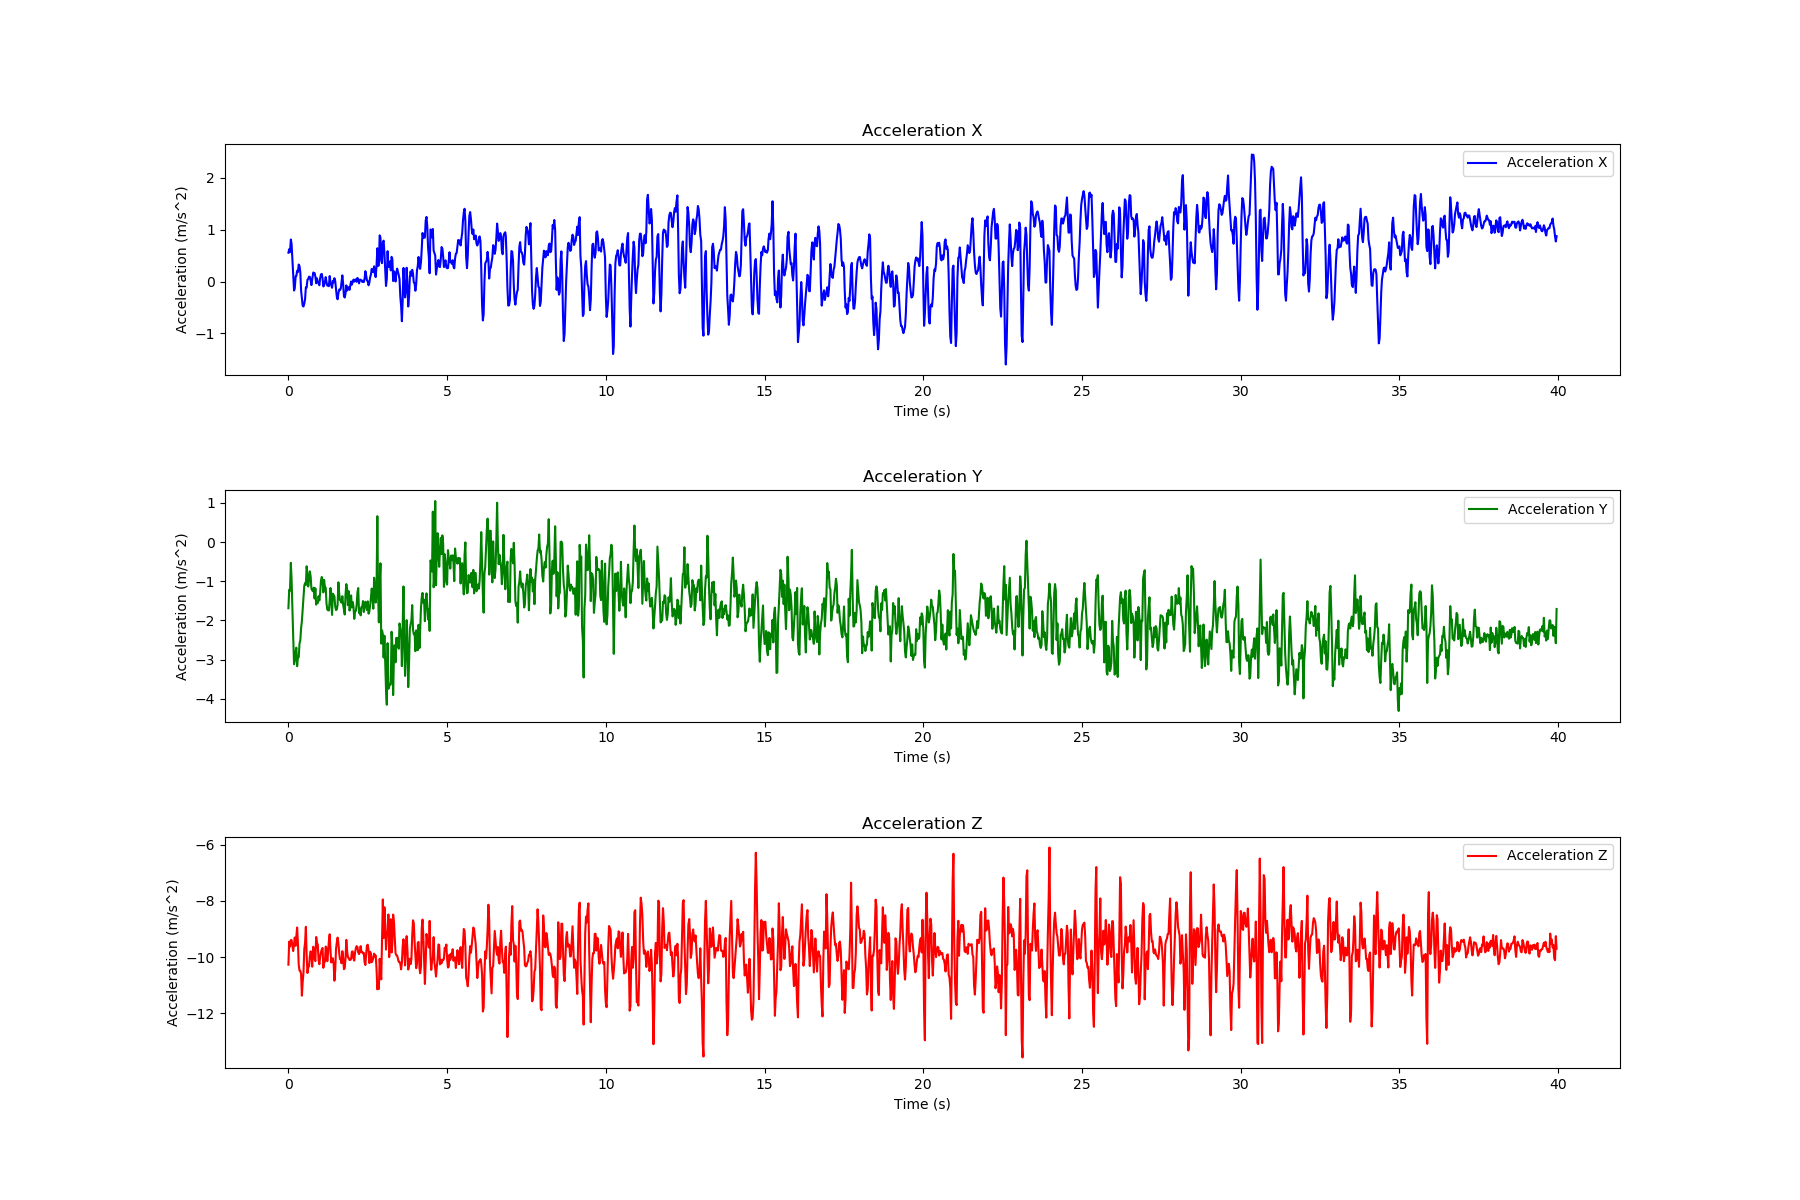 Acceleration X
Acceleration X
Acceleration (m/s^2)
2
1
0
−1
0 5 10 15 20 25 30 35 40
Time (s)
Acceleration Y
Acceleration Y
Acceleration (m/s^2)
1
0
−1
−2
−3
−4
0 5 10 15 20 25 30 35 40
Time (s)
Acceleration Z
Acceleration Z
Acceleration (m/s^2)
−6
−8
−10
−12
0 5 10 15 20 25 30 35 40
Time (s)